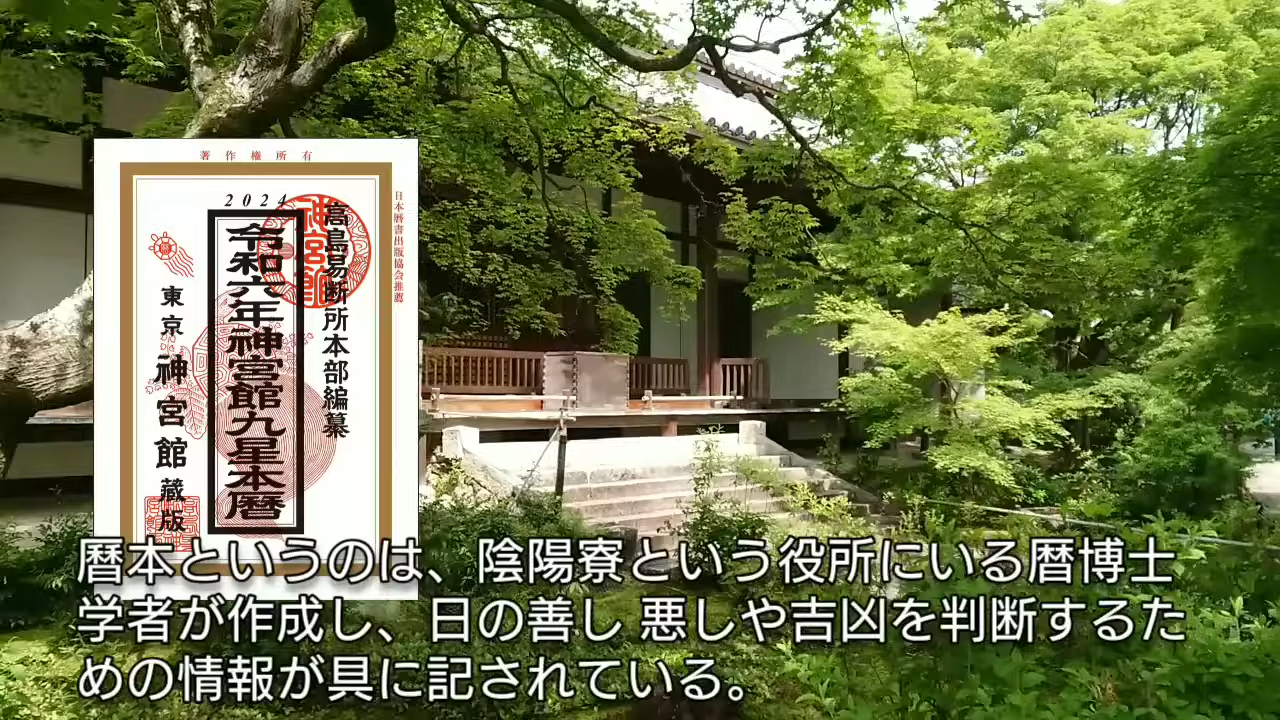 著作権所有
日本暦書出版協会推薦
2024
高島易断所本部編纂
神宮館
令和六年神宮館九星本暦
東京神宮館蔵版
暦本というのは、陰陽寮という役所にいる暦博士
学者が作成し、日の善し 悪しや吉凶を判断するた
めの情報が具に記されている。